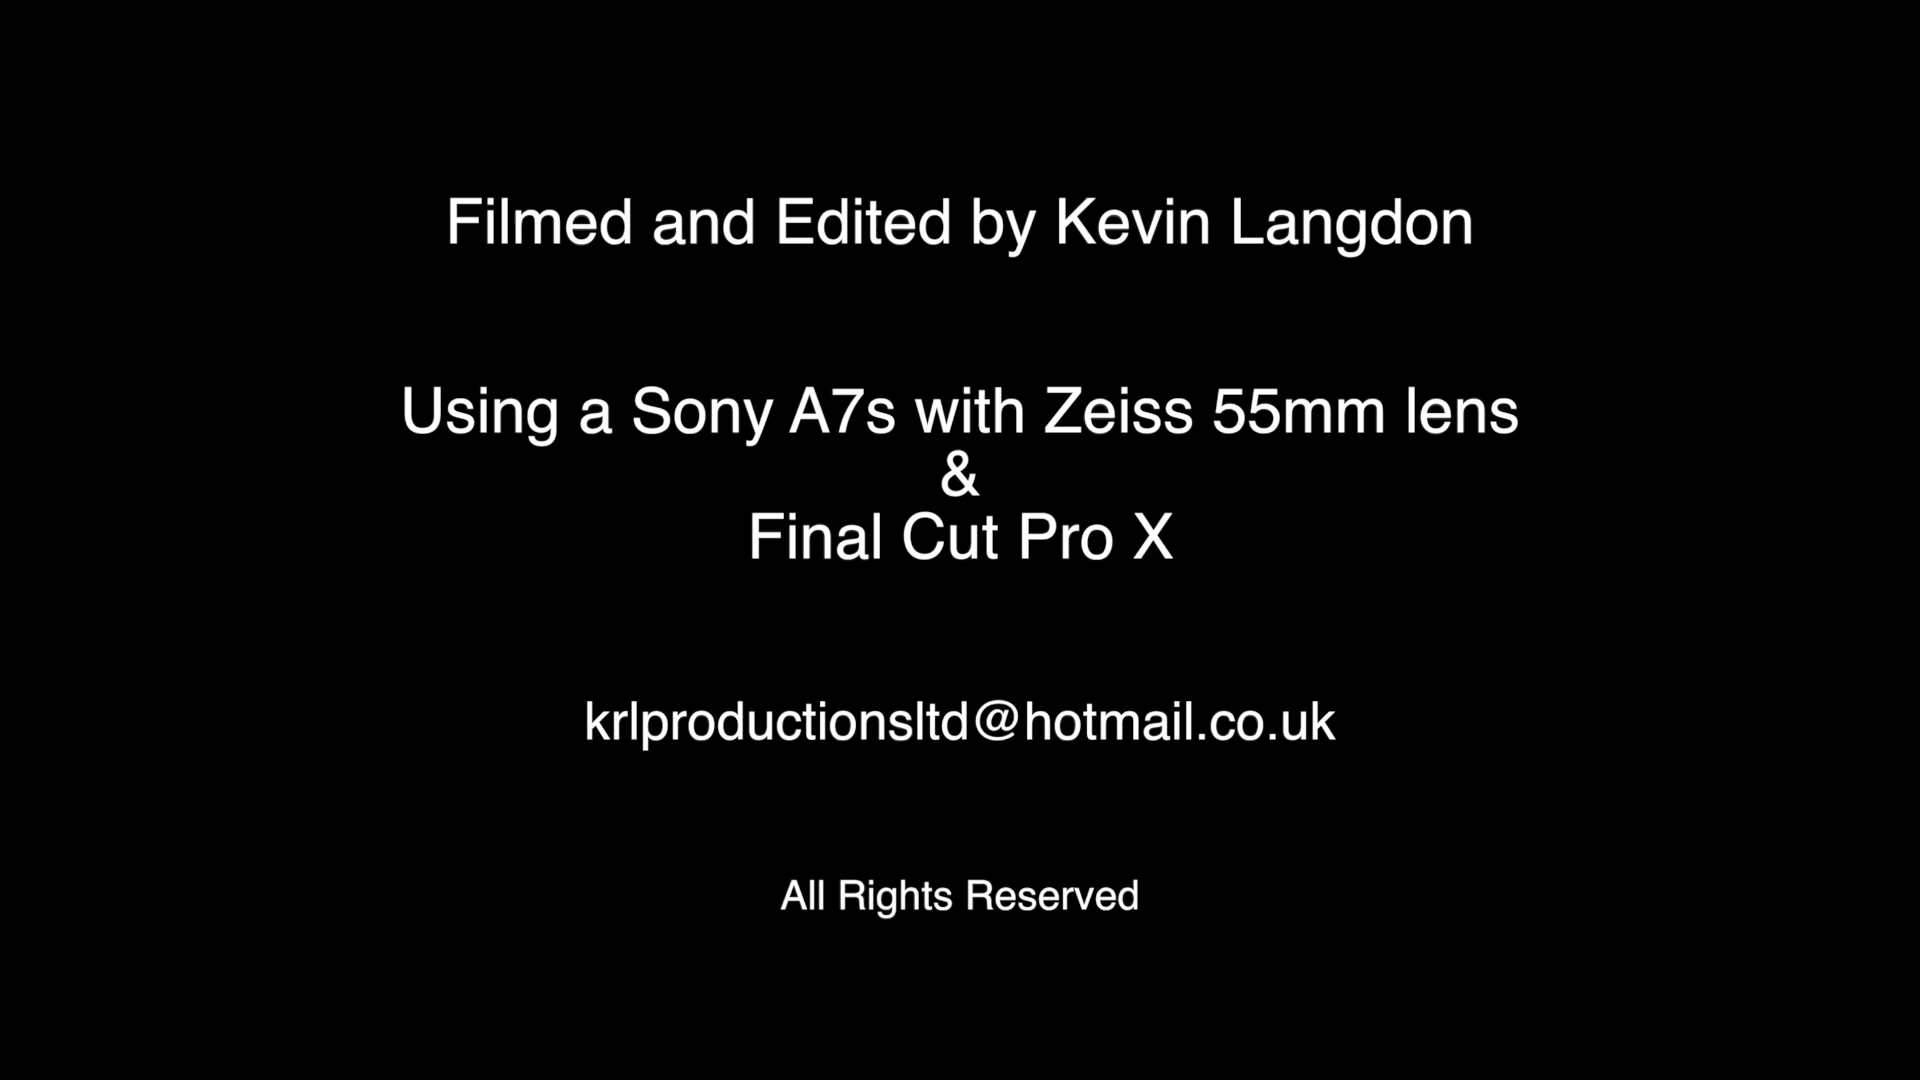 Filmed and Edited by Kevin Langdon
Using a Sony A7s with Zeiss 55mm lens
&
Final Cut Pro X
krlproductionsltd@hotmail.co.uk
All Rights Reserved